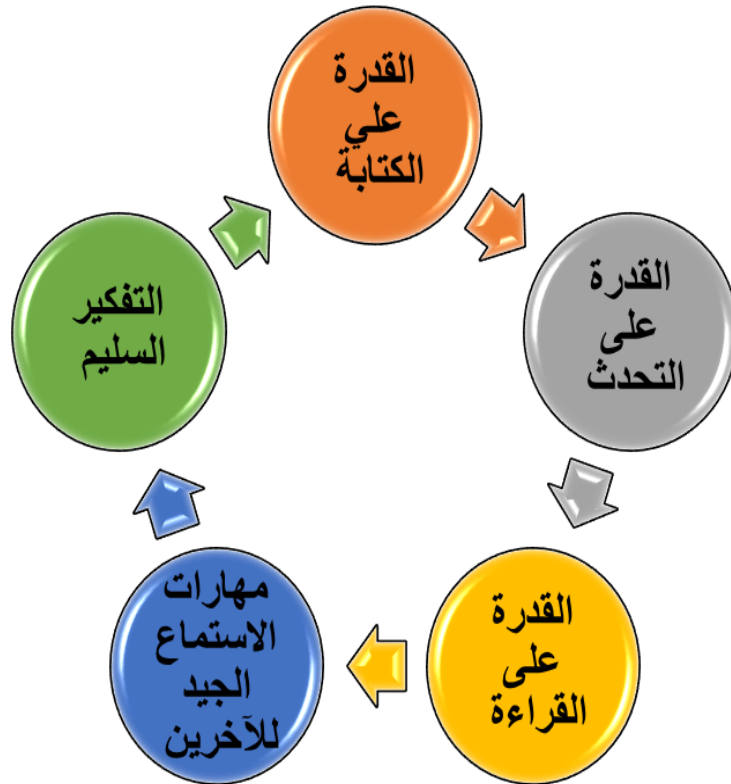 القدرة
علي
الكتابة
القدرة
على
التحدث
القدرة
على
القراءة
مهارات
الاستماع
الجيد
للآخرين
التفكير
السليم